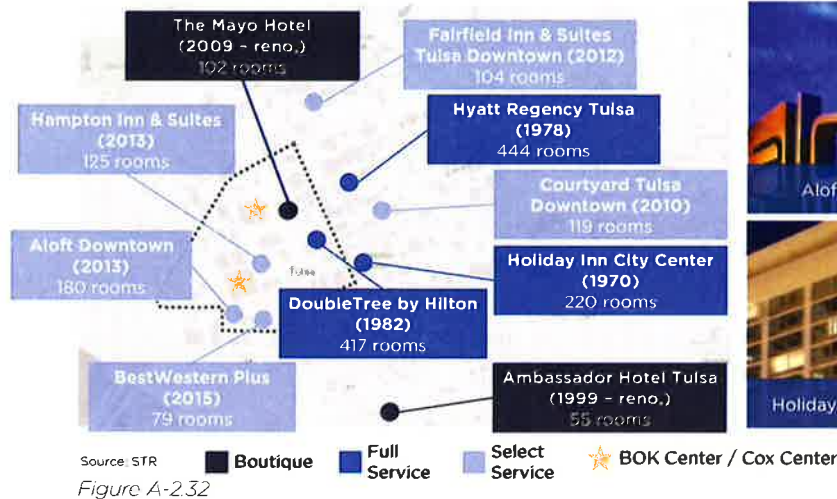 The Mayo Hotel
(2009 - reno.)
102 rooms
Fairfield Inn & Suites
Tulsa Downtown (2012)
104 rooms
Hyatt Regency Tulsa
(1978)
444 rooms
Hampton Inn & Suites
(2013)
125 rooms
Courtyard Tulsa
Downtown (2010)
119 rooms
Aloft Downtown
(2013)
180 rooms
Tulsa
Holiday Inn City Center
(1970)
220 rooms
DoubleTree by Hilton
(1982)
417 rooms
BestWestern Plus
(2015)
79 rooms
Ambassador Hotel Tulsa
(1999 - reno.)
55 rooms
Alof
Holiday
Source: STR
Boutique
Full
Service
Select
Service
BOK Center / Cox Center
Figure A-2.32